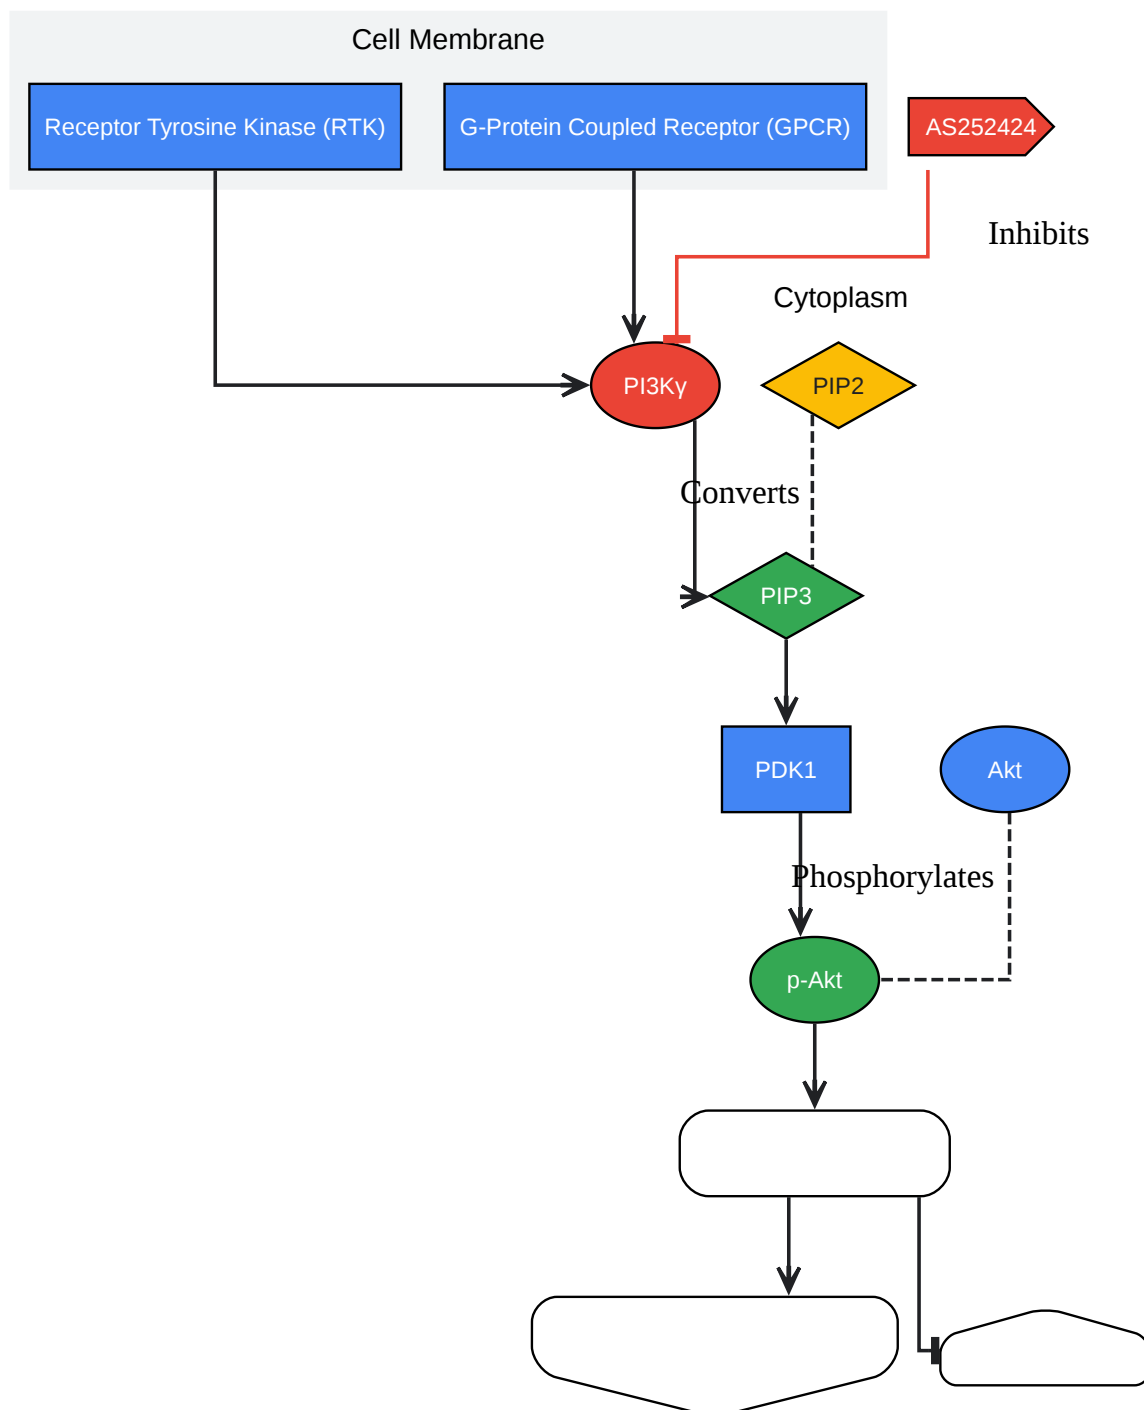 Cell Membrane
Receptor Tyrosine Kinase (RTK)
G-Protein Coupled Receptor (GPCR)
AS252424
Inhibits
Cytoplasm
PI3Kγ
PIP2
Converts
PIP3
PDK1
Akt
Phosphorylates
p-Akt